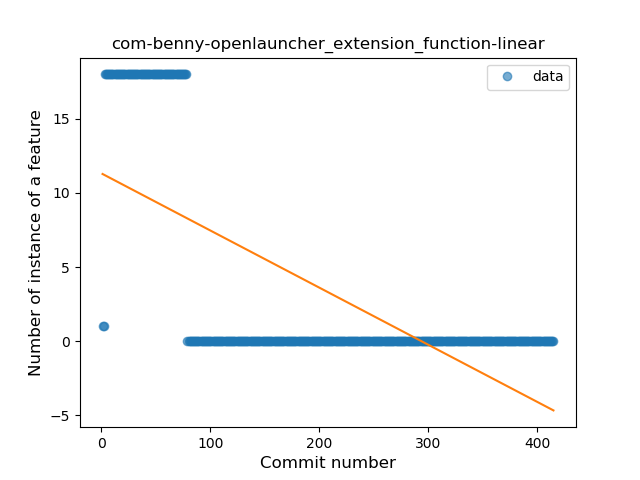 com-benny-openlauncher_extension_function-linear
data
Number of instance of a feature
15
10
5
0
−5
0 100 200 300 400
Commit number